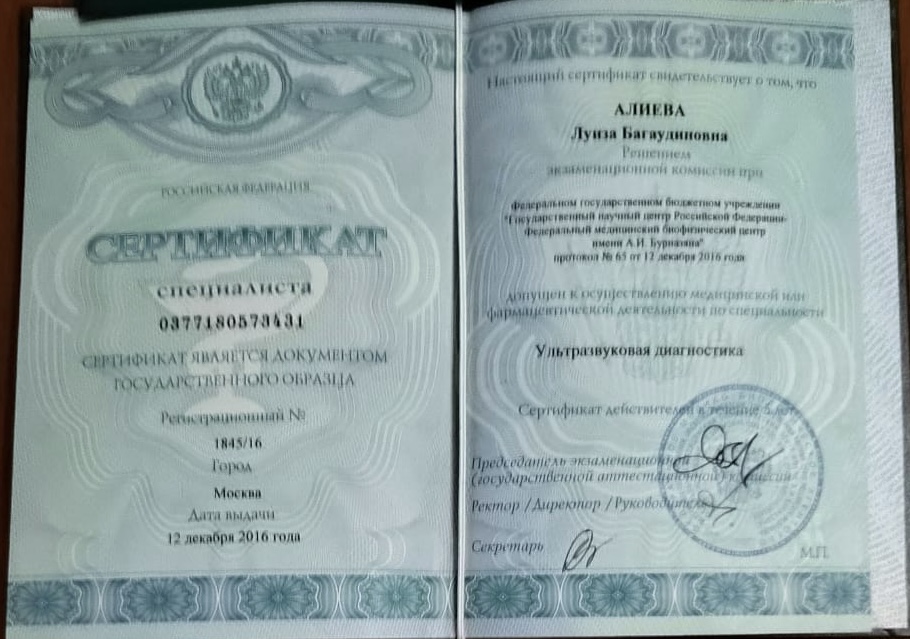 РОССИЙСКАЯ ФЕДЕРАЦИЯ
СЕРТИФИКАТ
специалиста
0377180573431
СЕРТИФИКАТ ЯВЛЯЕТСЯ ДОКУМЕНТОМ
ГОСУДАРСТВЕННОГО ОБРАЗЦА
Регистрационный №
1845/16
Город
Москва
Дата выдачи
12 декабря 2016 года
Настоящий сертификат свидетельствует о том, что
АЛИЕВА
Луиза Багаудиновна
Решением
экзаменационной комиссии при
федеральном государственном бюджетном учреждении
"Государственный научный центр Российской Федерации-
федеральный медицинский биофизический центр
имени А.И. Бурназяна"
протокол № 65 от 12 декабря 2016 года
допущен к осуществлению медицинской или
фармацевтической деятельности по специальности
Ультразвуковая диагностика
Сертификат действителен в течение 5 лет
Председатель экзаменационной
(государственной аттестационной) комиссии
Ректор /Директор /Руководитель
Секретарь
М.П.